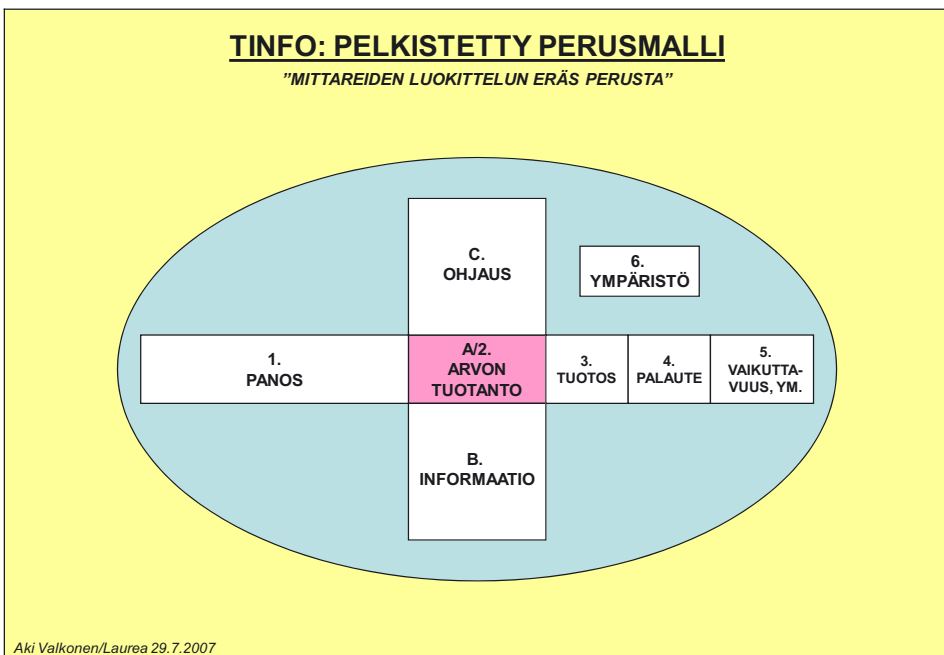 TINFO: PELKISTETTY PERUSMALLI
”MITTAREIDEN LUOKITTELUN ERÄS PERUSTA”
C.
OHJAUS
6.
YMPÄRISTÖ
1.
PANOS
A/2.
ARVON
TUOTANTO
3.
TUOTOS
4.
PALAUTE
5.
VAIKUTTA-
VUUS, YM.
B.
INFORMAATIO
Aki Valkonen/Laurea 29.7.2007